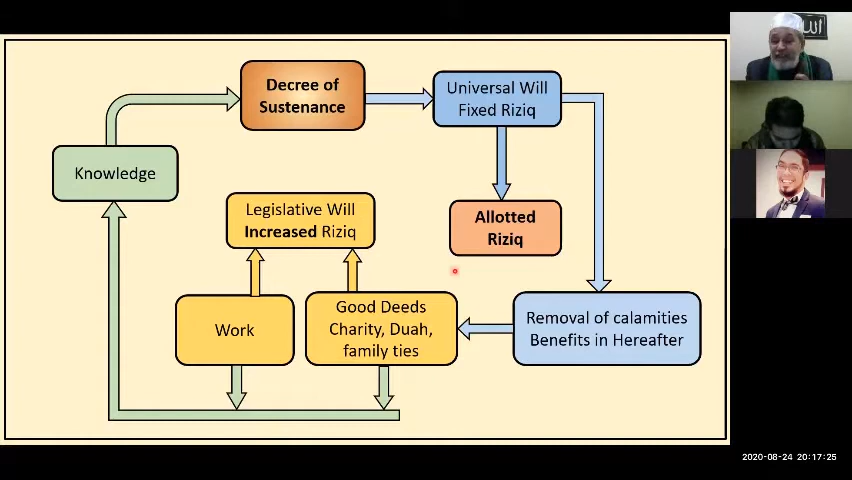 Decree of
Sustenance
Universal Will
Fixed Riziq
Knowledge
Legislative Will
Increased Riziq
Allotted
Riziq
Work
Good Deeds
Charity, Duah,
family ties
Removal of calamities
Benefits in Hereafter
الله
2020-08-24 20:17:25